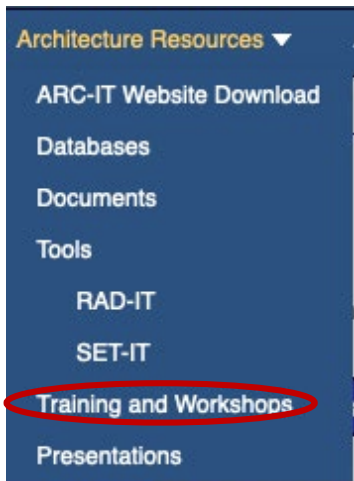 Architecture Resources ▼
ARC-IT Website Download
Databases
Documents
Tools
RAD-IT
SET-IT
Training and Workshops
Presentations